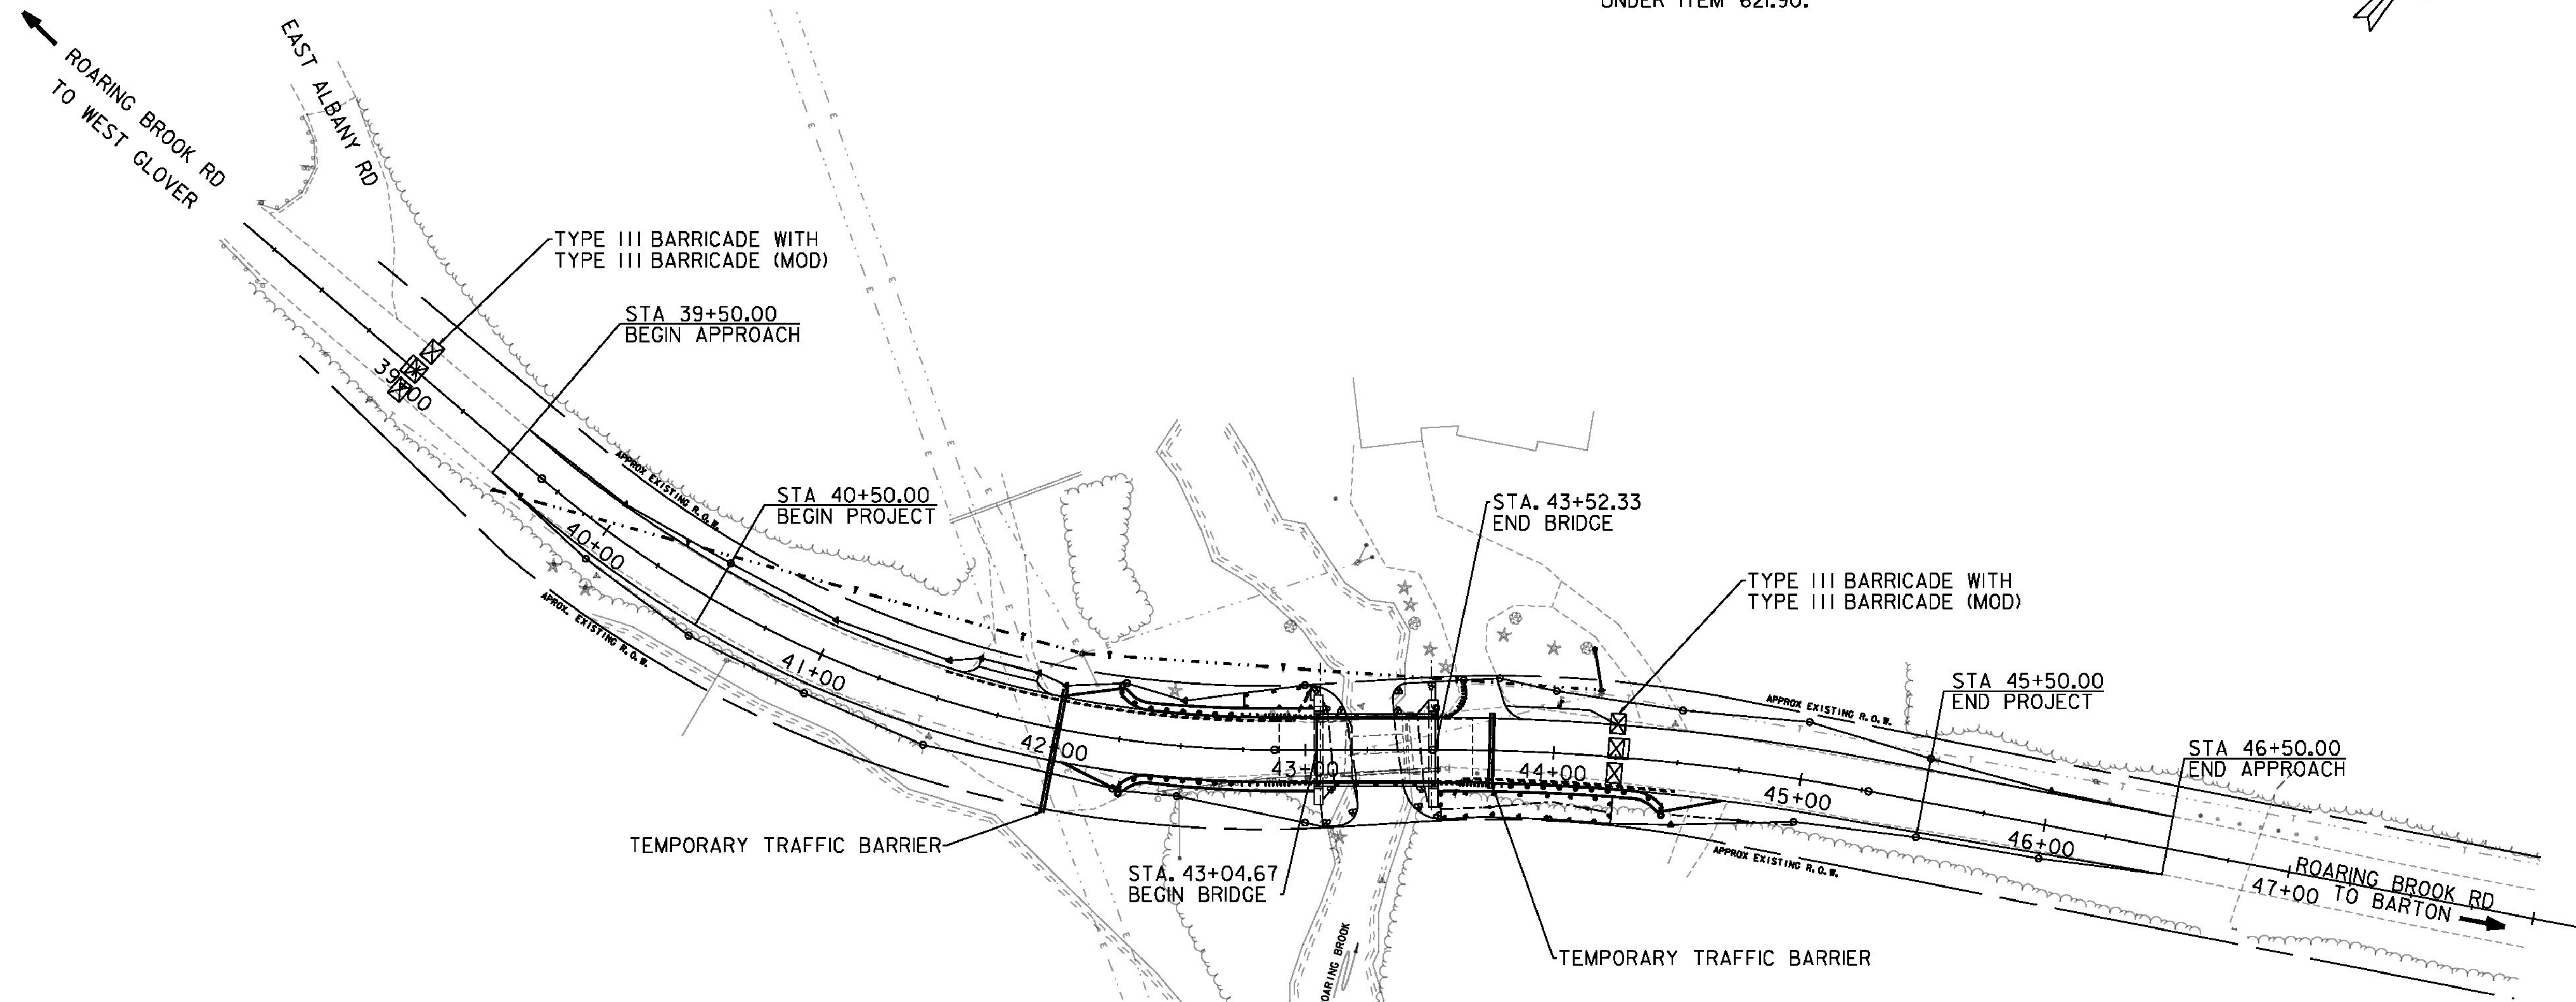 UNDER ITEM 621.90.
ROARING BROOK RD
TO WEST GLOVER
EAST ALBANY RD
TYPE III BARRICADE WITH
TYPE III BARRICADE (MOD)
STA 39+50.00
BEGIN APPROACH
39+00
APPROX EXISTING R.O.W.
STA 40+50.00
BEGIN PROJECT
40+00
APROX. EXISTING R.O.W.
41+00
STA. 43+52.33
END BRIDGE
TYPE III BARRICADE WITH
TYPE III BARRICADE (MOD)
APPROX EXISTING R.O.W.
STA 45+50.00
END PROJECT
STA 46+50.00
END APPROACH
42+00
43+00
44+00
45+00
46+00
TEMPORARY TRAFFIC BARRIER
STA. 43+04.67
BEGIN BRIDGE
APPROX EXISTING R.O.W.
ROARING BROOK RD
47+00 TO BARTON
OARING BROOK
TEMPORARY TRAFFIC BARRIER